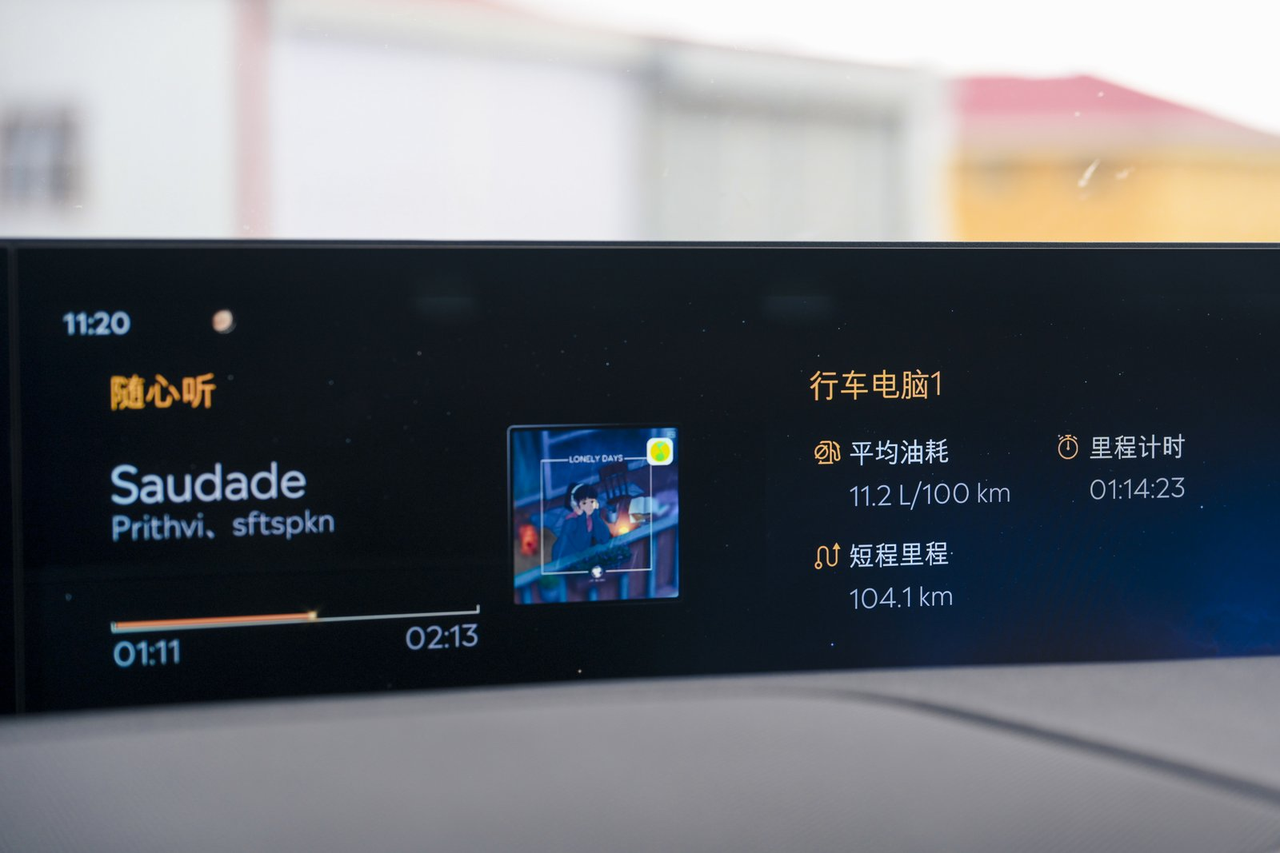 11:20
随心听
Saudade
Prithvi、sftspkn
01:11
02:13
LONELY DAYS
行车电脑1
平均油耗
11.2 L/100 km
里程计时
01:14:23
短程里程
104.1 km